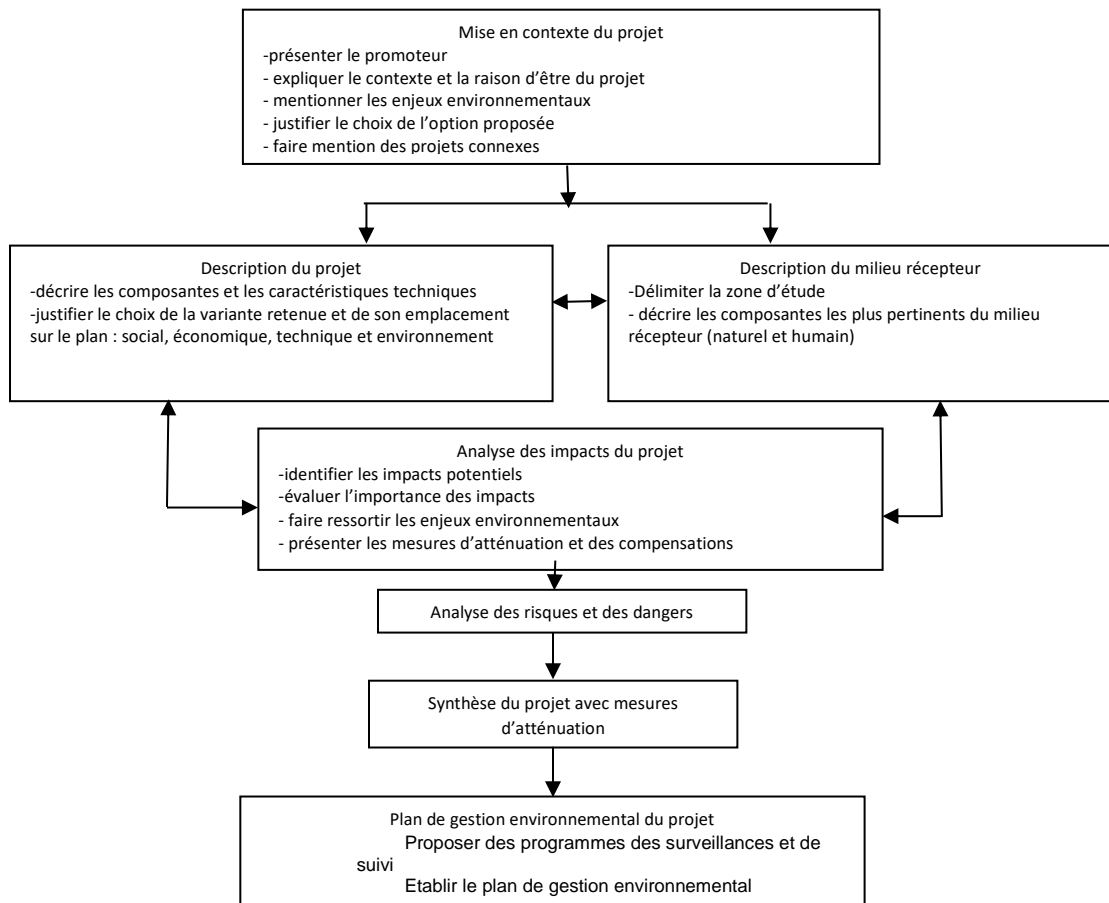 Mise en contexte du projet
-présenter le promoteur
- expliquer le contexte et la raison d'être du projet
- mentionner les enjeux environnementaux
- justifier le choix de l'option proposée
- faire mention des projets connexes
Description du projet
-décrire les composantes et les caractéristiques techniques
-justifier le choix de la variante retenue et de son emplacement
sur le plan : social, économique, technique et environnement
Description du milieu récepteur
-Délimiter la zone d'étude
- décrire les composantes les plus pertinents du milieu
récepteur (naturel et humain)
Analyse des impacts du projet
-identifier les impacts potentiels
-évaluer l'importance des impacts
- faire ressortir les enjeux environnementaux
- présenter les mesures d'atténuation et des compensations
Analyse des risques et des dangers
Synthèse du projet avec mesures
d'atténuation
Plan de gestion environnemental du projet
Proposer des programmes des surveillances et de
suivi
Etablir le plan de gestion environnemental